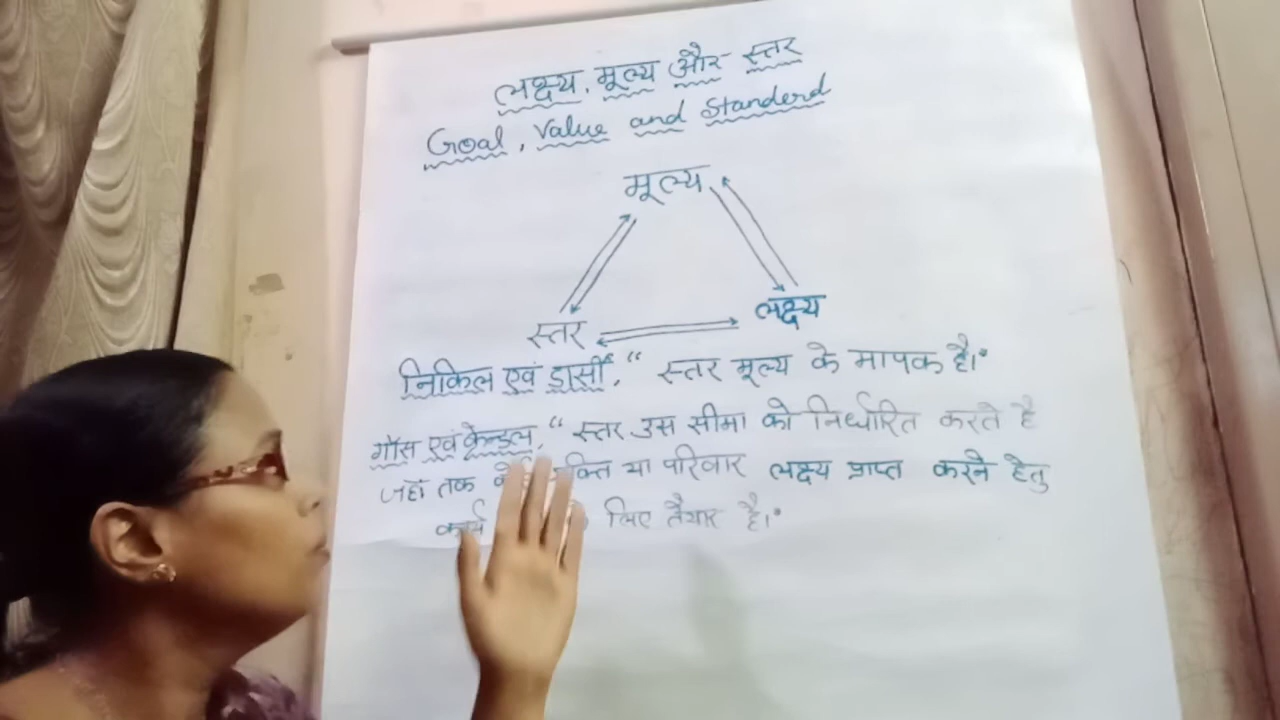 लक्ष्य, मूल्य और स्तर
Goal, Value and Standerd
मूल्य
स्तर
लक्ष्य
निकिल एवं डार्सी, “ स्तर मूल्य के मापक है।"
गॉस एवं क्रेन्डल, “ स्तर उस सीमा को निर्धारित करते है
जहाँ तक या परिवार लक्ष्य प्राप्त करने हेतु
कार्य लिए तैयार है।"